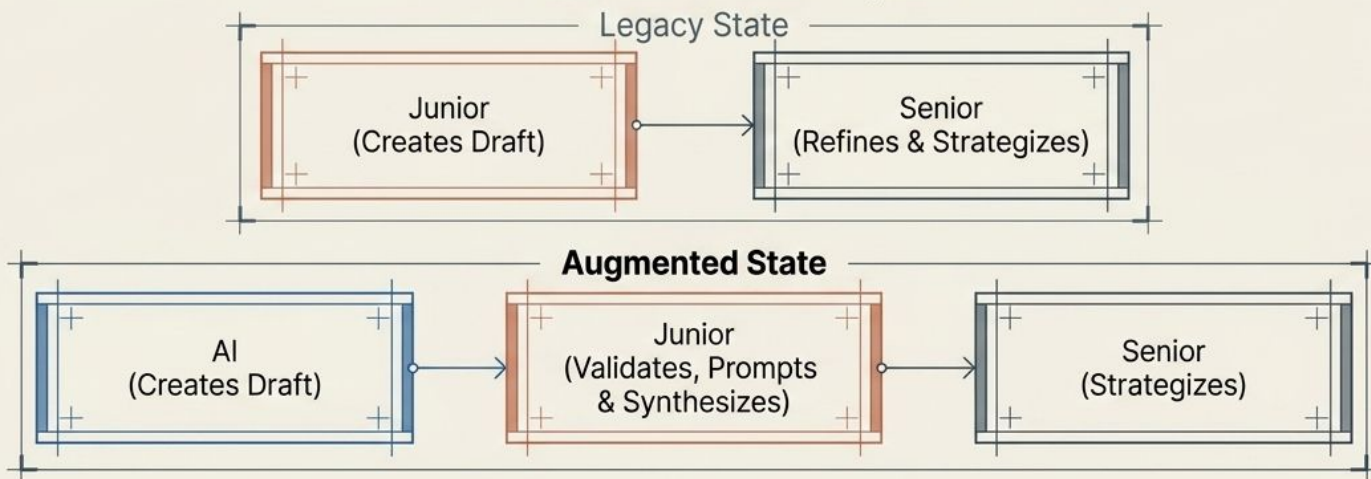 Legacy State
Junior
(Creates Draft)
Senior
(Refines & Strategizes)
Augmented State
AI
(Creates Draft)
Junior
(Validates, Prompts
& Synthesizes)
Senior
(Strategizes)